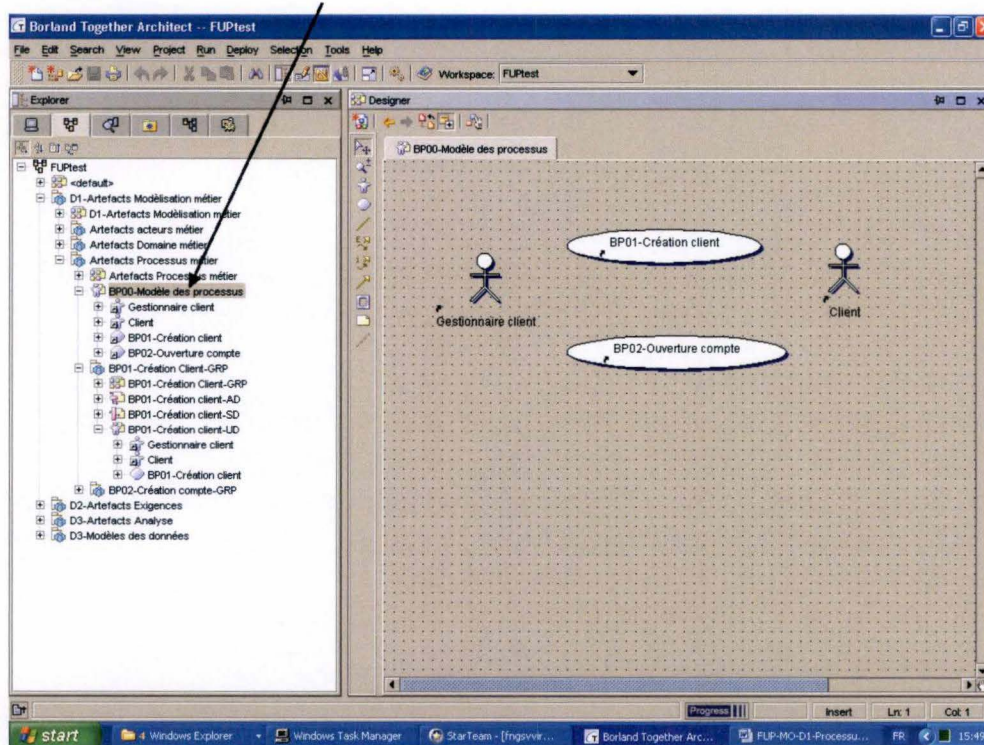 Borland Together Architect -- FUPtest
File Edit Search View Project Run Deploy Selection Tools Help
Workspace: FUPtest
Explorer
FUPtest
<default>
D1-Artefacts Modèlisation métier
D1-Artefacts Modèlisation métier
Artefacts acteurs métier
Artefacts Domaine métier
Artefacts Processus métier
Artefacts Processus métier
BP00-Modèle des processus
Gestionnaire client
Client
BP01-Création client
BP02-Ouverture compte
BP01-Création Client-GRP
BP01-Création Client-GRP
BP01-Création client-AD
BP01-Création client-SD
BP01-Création client-UD
Gestionnaire client
Client
BP01-Création client
BP02-Création compte-GRP
D2-Artefacts Exigences
D3-Artefacts Analyse
D3-Modèles des données
Designer
BP00-Modèle des processus
BP01-Création client
Gestionnaire client
Client
BP02-Ouverture compte
Progress
Insert
Ln: 1
Col: 1
start
4 Windows Explorer
Windows Task Manager
StarTeam - [fngsvvir...
Borland Together Arc...
FUP-MO-D1-Processu...
FR
15:49